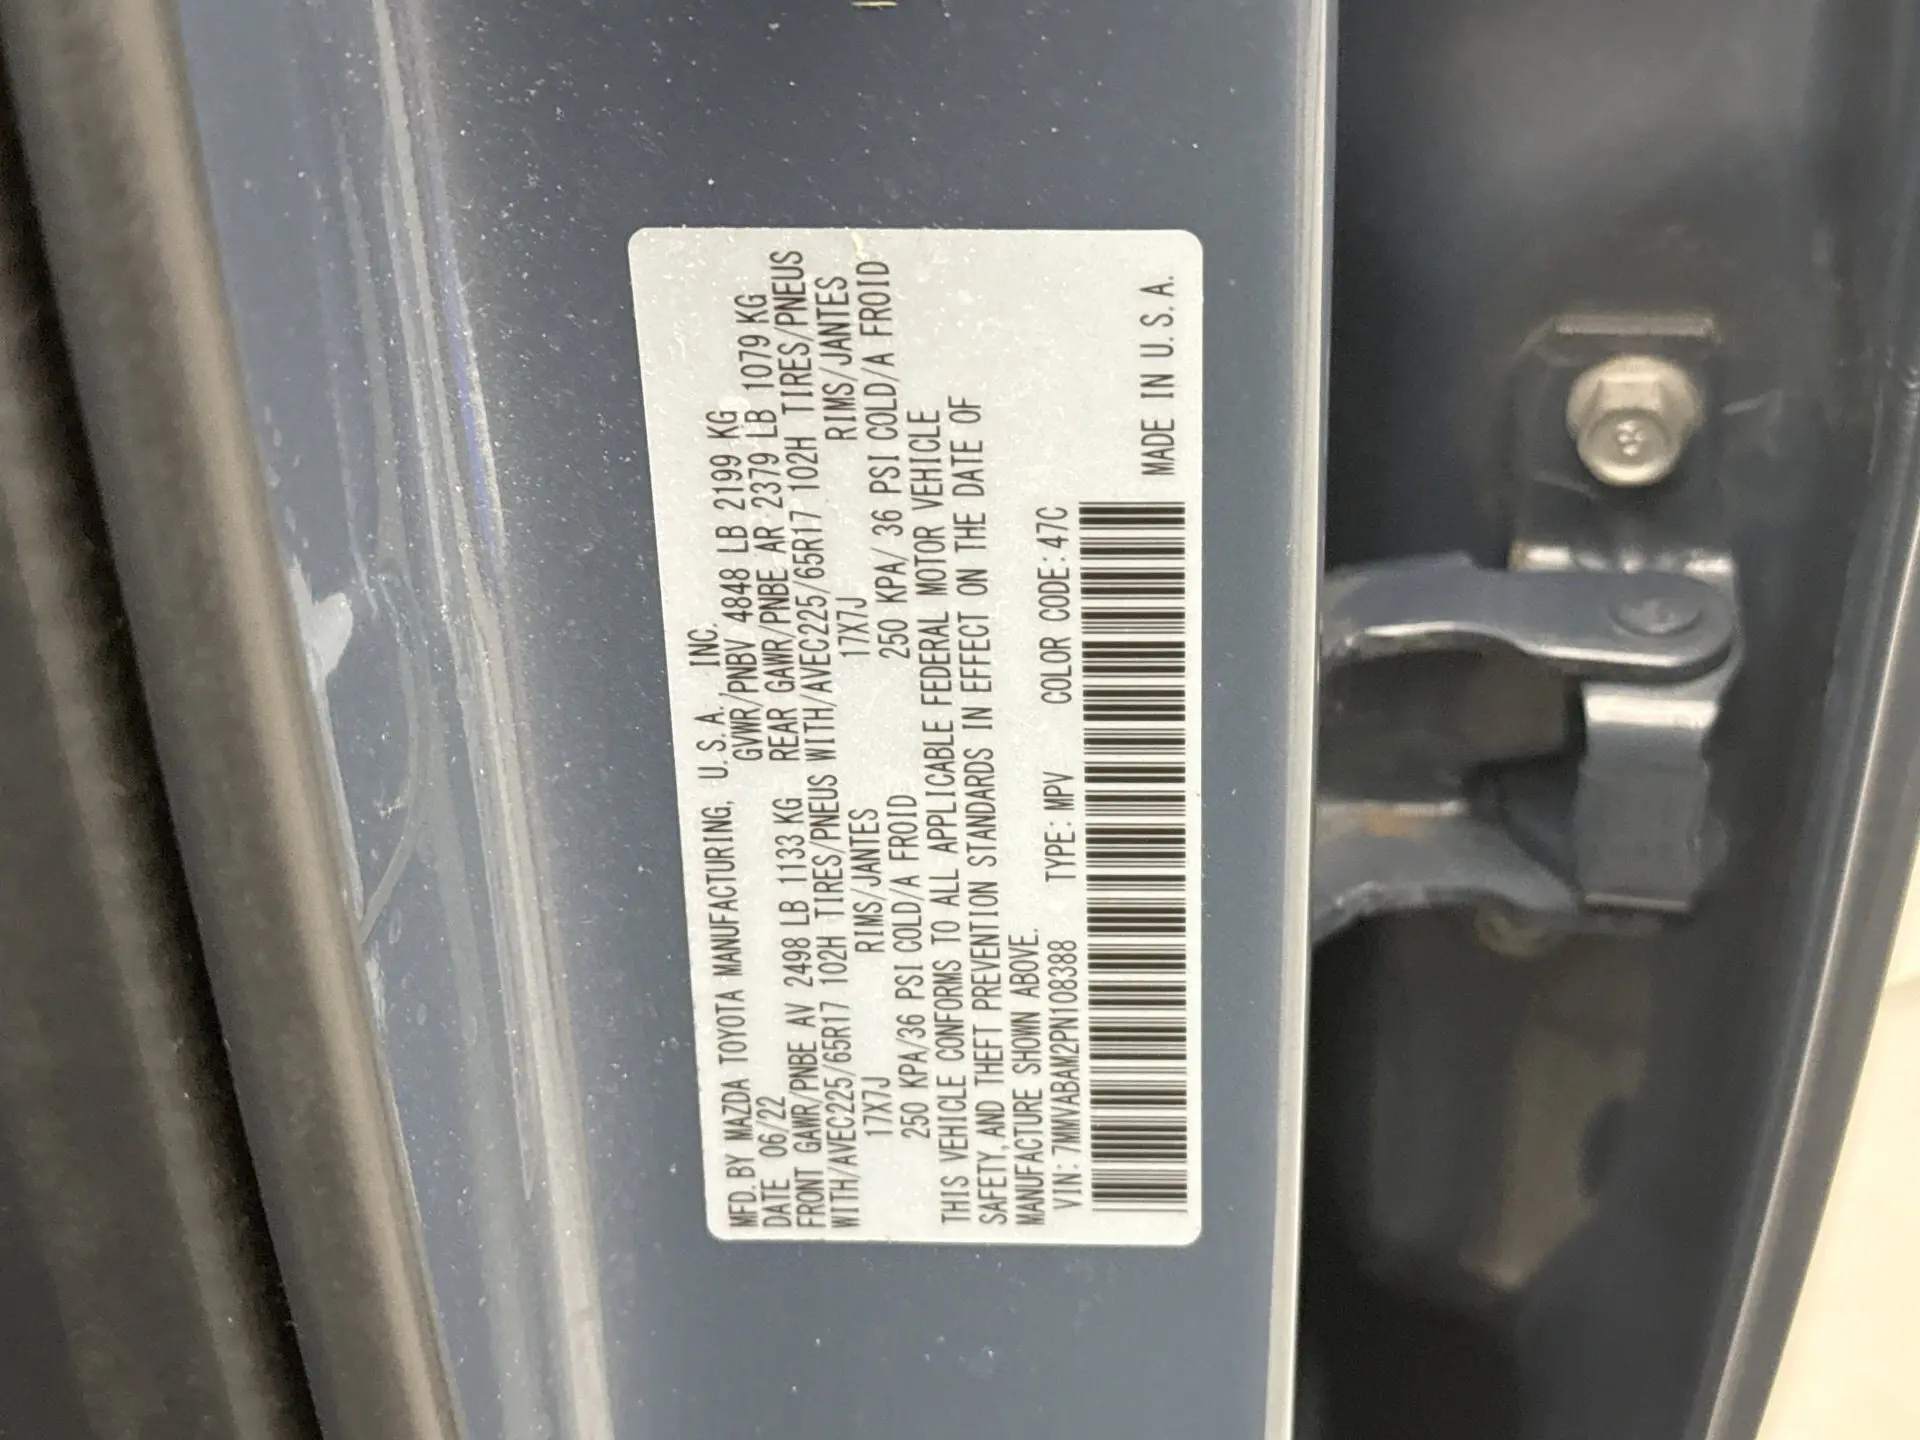 MFD. BY MAZDA TOYOTA MANUFACTURING, U. S. A., INC.
DATE 06/22 GVWR/PNBV 4848 LB 2199 KG
FRONT GAWR/PNBE AV 2498 LB 1133 KG REAR GAWR/PNBE AR 2379 LB 1079 KG
WITH/AVEC225/65R17 102H TIRES/PNEUS WITH/AVEC225/65R17 102H TIRES/PNEUS
17X7J RIMS/JANTES 17X7J RIMS/JANTES
250 KPA/36 PSI COLD/A FROID 250 KPA/ 36 PSI COLD/A FROID
THIS VEHICLE CONFORMS TO ALL APPLICABLE FEDERAL MOTOR VEHICLE
SAFETY, AND THEFT PREVENTION STANDARDS IN EFFECT ON THE DATE OF
MANUFACTURE SHOWN ABOVE.
VIN: 7MMVABAM2PN108388 TYPE: MPV COLOR CODE: 47C
MADE IN U. S. A.